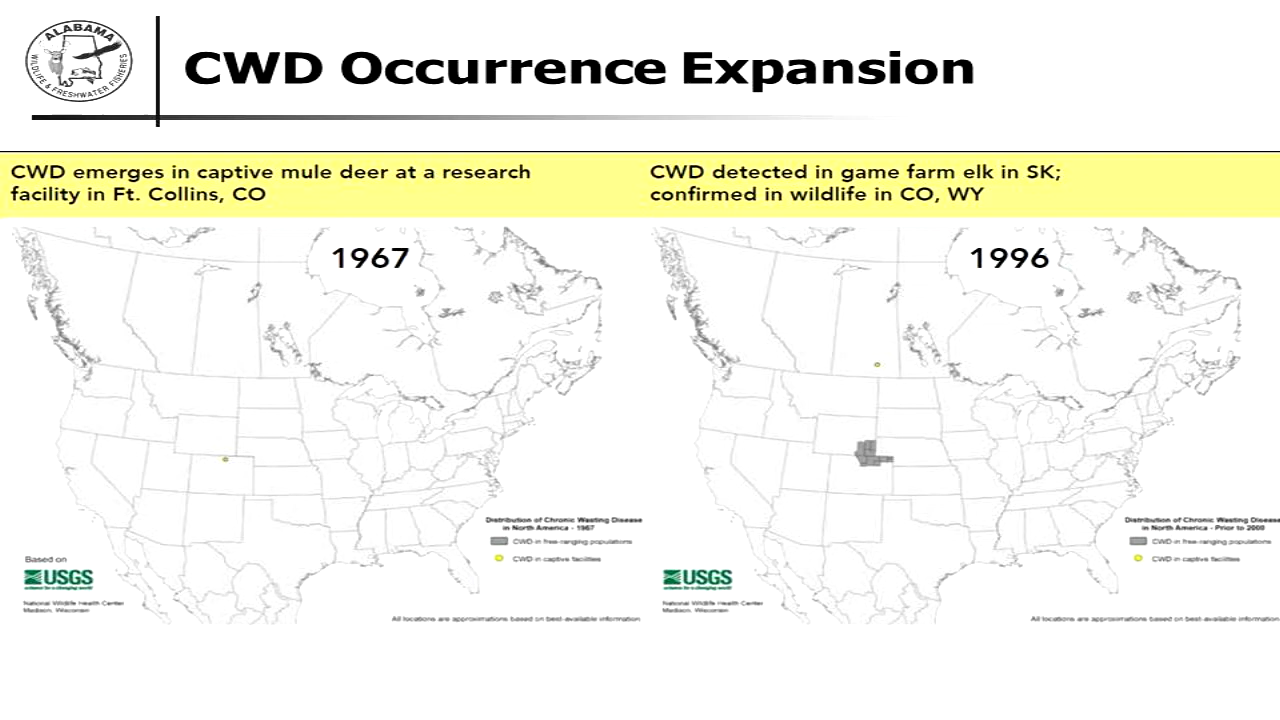 ALABAMA
WILDLIFE & FRESHWATER FISHERIES
CWD Occurrence Expansion
CWD emerges in captive mule deer at a research
facility in Ft. Collins, CO
1967
Distribution of Chronic Wasting Disease
in North America - 1967
CWD in free-ranging populations
CWD in captive facilities
Based on
USGS
science for a changing world
National Wildlife Health Center
Madison, Wisconsin
All locations are approximations based on best-available information
CWD detected in game farm elk in SK;
confirmed in wildlife in CO, WY
1996
Distribution of Chronic Wasting Disease
in North America - Prior to 2000
CWD in free-ranging populations
CWD in captive facilities
USGS
science for a changing world
National Wildlife Health Center
Madison, Wisconsin
All locations are approximations based on best-available information